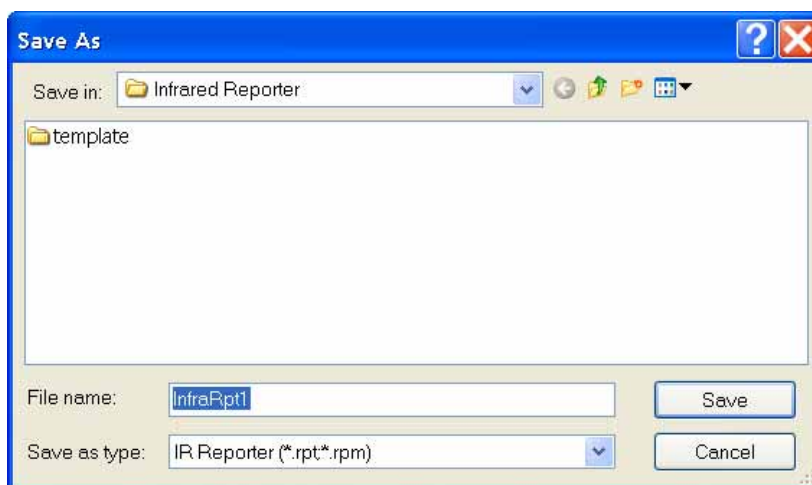 Save As
Save in: Infrared Reporter
template
File name: InfraRpt1 Save
Save as type: IR Reporter (*.rpt;*.rpm) Cancel